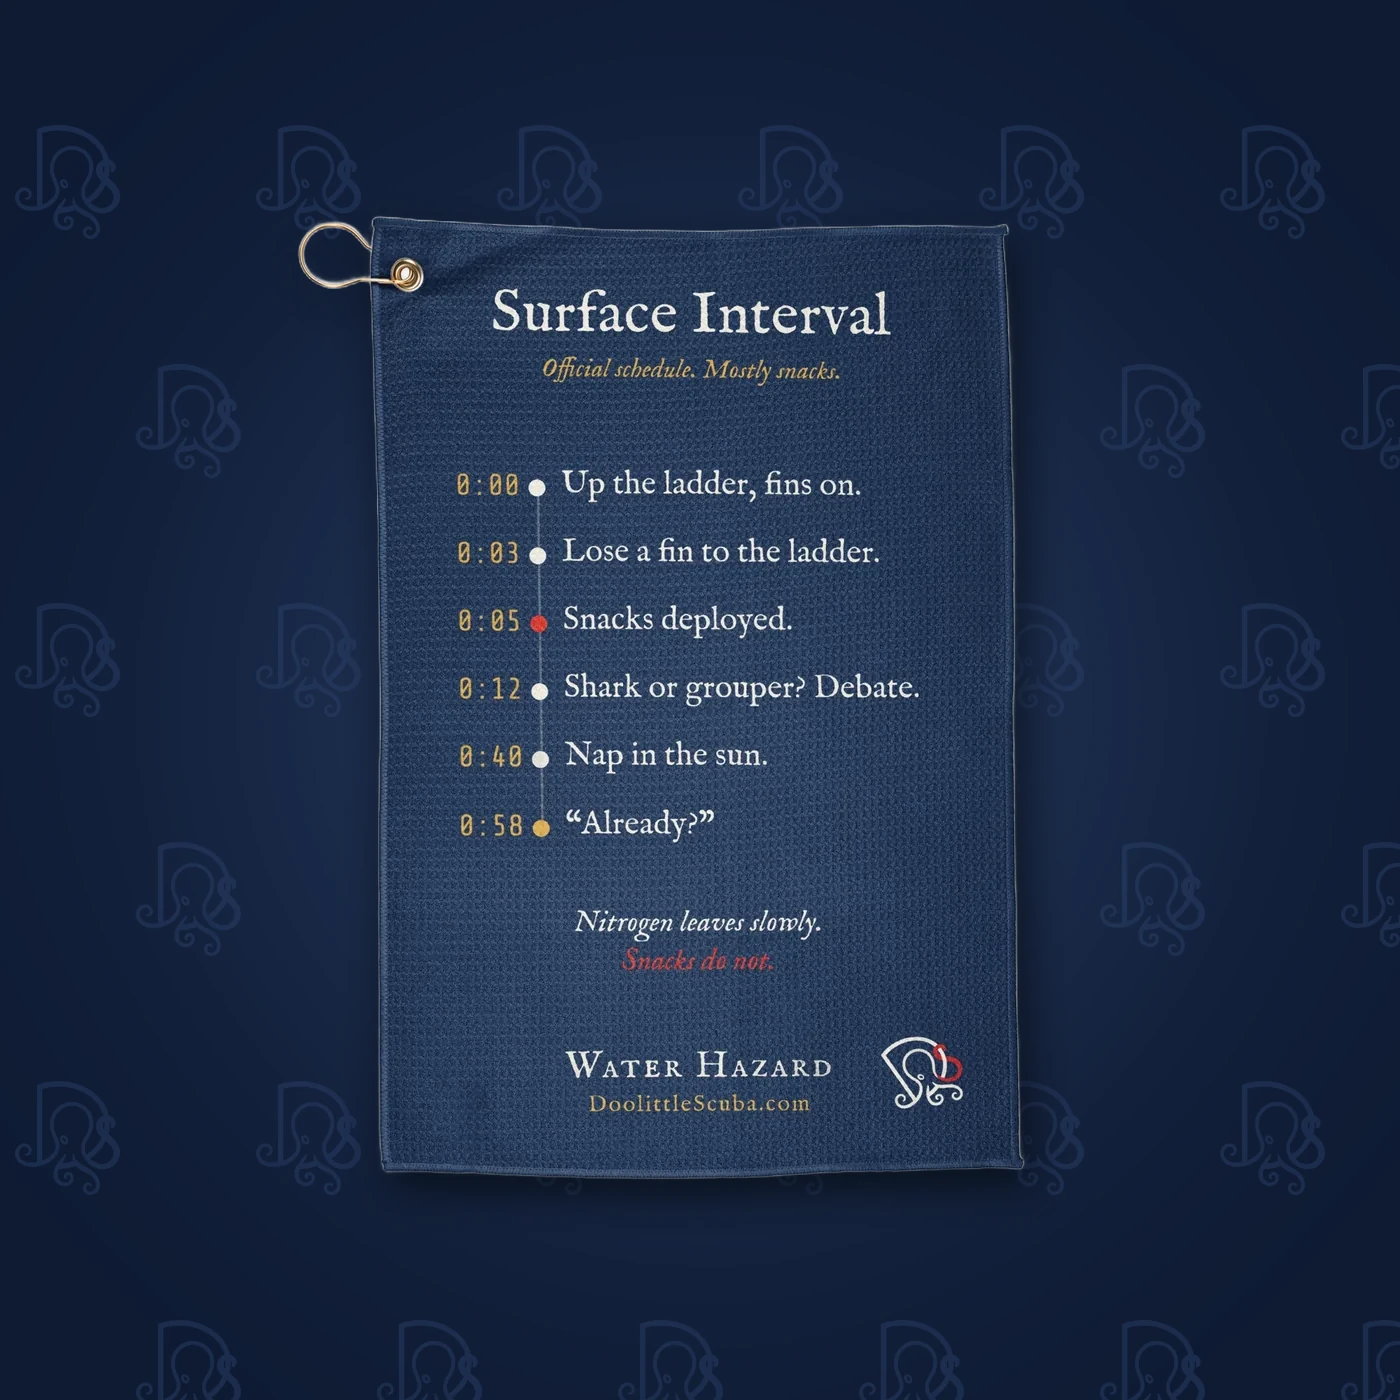 Surface Interval
Official schedule. Mostly snacks.
0:00 Up the ladder, fins on.
0:03 Lose a fin to the ladder.
0:05 Snacks deployed.
0:12 Shark or grouper? Debate.
0:40 Nap in the sun.
0:58 “Already?”
Nitrogen leaves slowly.
Snacks do not.
WATER HAZARD
DoolittleScuba.com